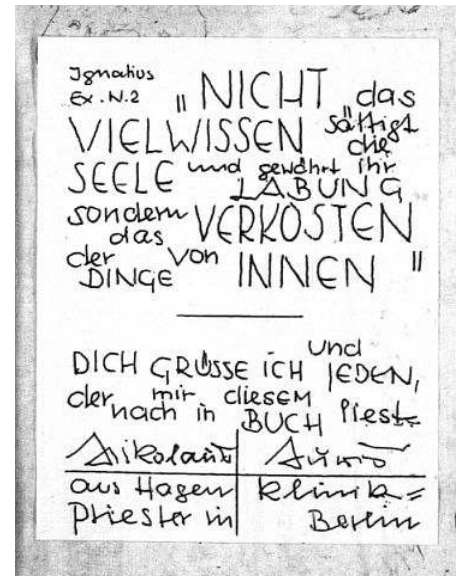 Ignatius
Ex. N.2 "NICHT das
VIELWISSEN sättigt die
SEELE und gewährt ihr LABUNG
sondern das VERKOSTEN
der DINGE von INNEN"
DICH GRÜSSE ICH und JEDEN,
der nach mir in diesem BUCH liest
Nikolaus
aus Hagen Klinik=
Priester in Berlin